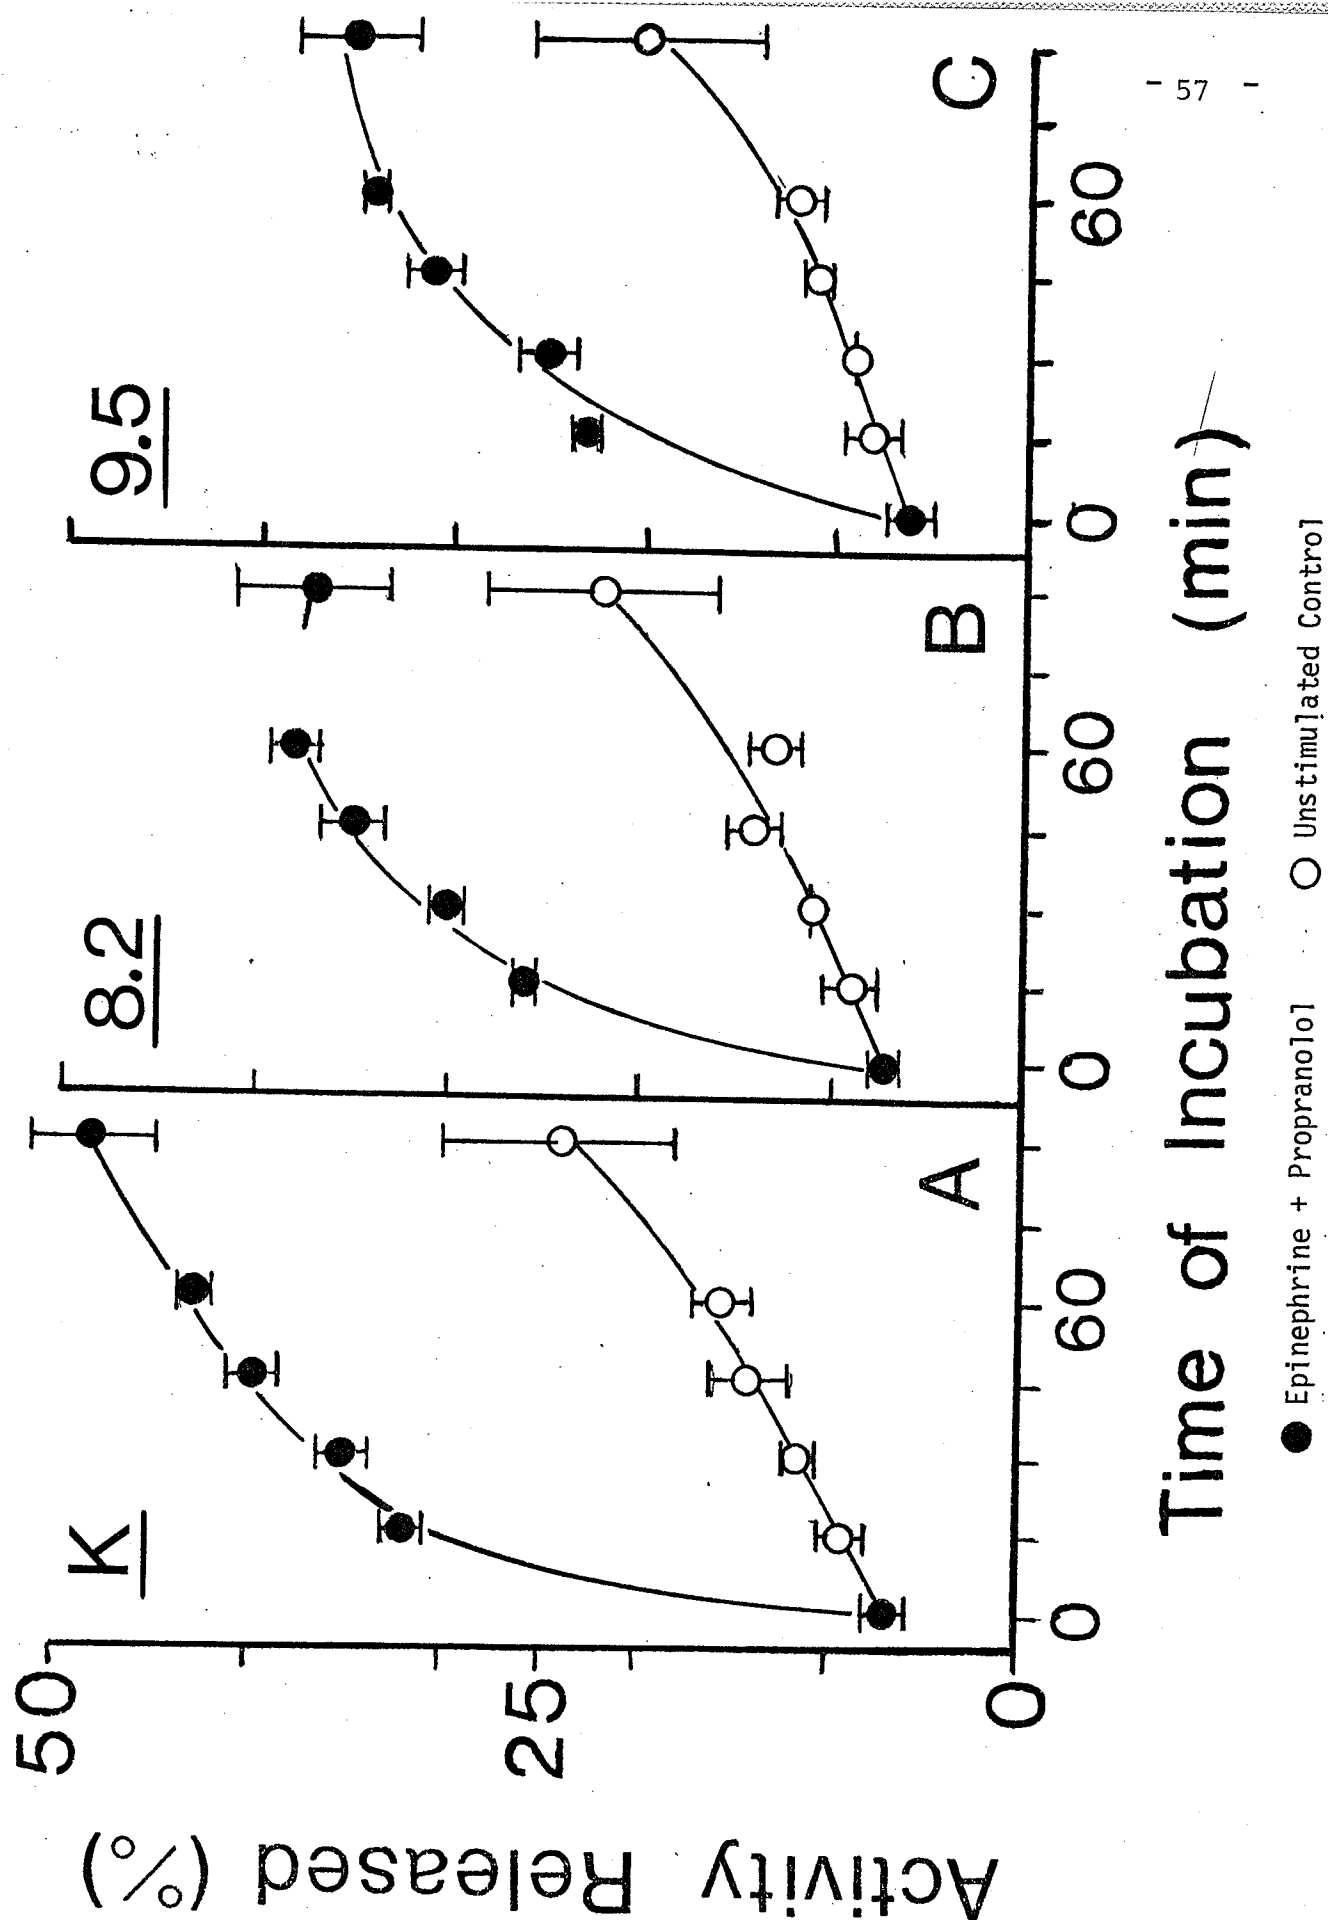 - 57 -
K
8.2
9.5
50
25
0
Activity Released (%)
A
B
C
0
60
0
60
0
60
Time of Incubation (min)
● Epinephrine + Propranolol
○ Unstimulated Control